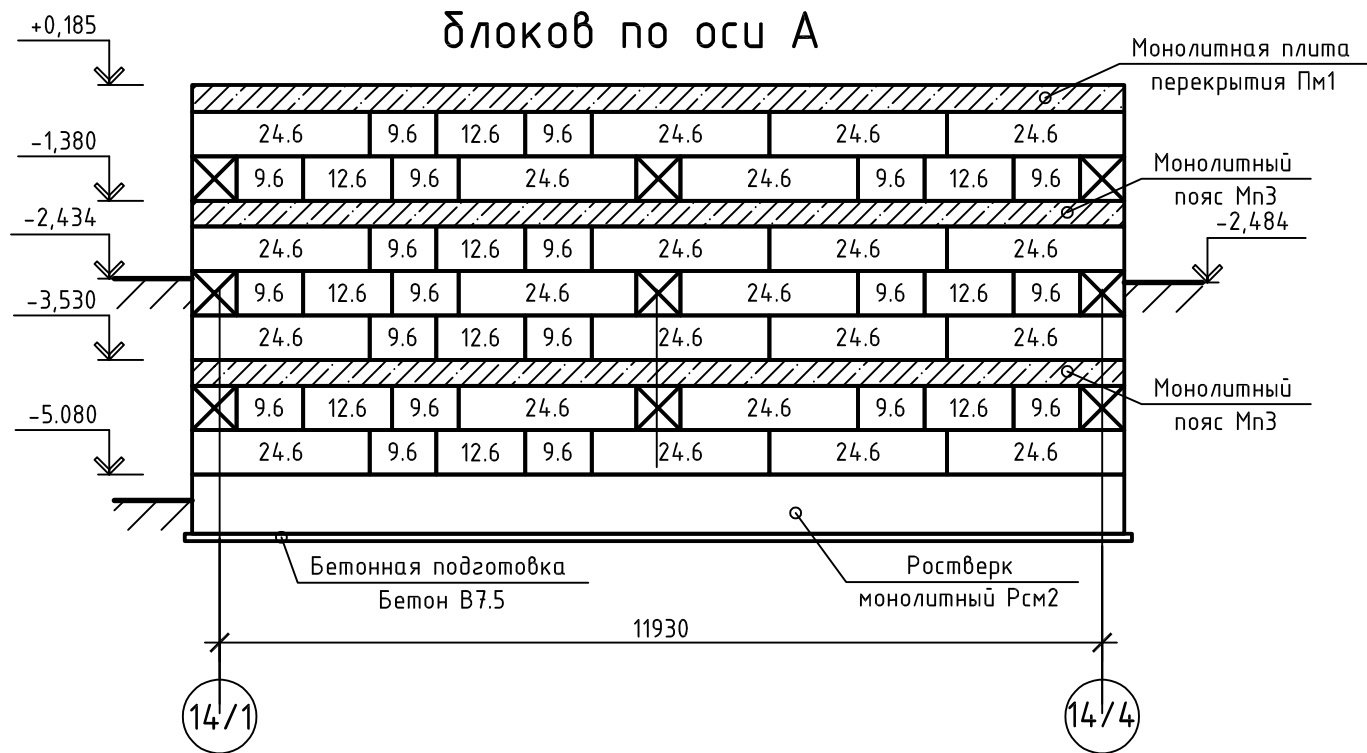 блоков по оси А
+0,185
Монолитная плита
перекрытия Пм1
24.6 9.6 12.6 9.6 24.6 24.6 24.6
-1,380
Монолитный
пояс Мп3
9.6 12.6 9.6 24.6 24.6 9.6 12.6 9.6
-2,434
-2,484
24.6 9.6 12.6 9.6 24.6 24.6 24.6
9.6 12.6 9.6 24.6 24.6 9.6 12.6 9.6
-3,530
24.6 9.6 12.6 9.6 24.6 24.6 24.6
Монолитный
пояс Мп3
9.6 12.6 9.6 24.6 24.6 9.6 12.6 9.6
-5.080
24.6 9.6 12.6 9.6 24.6 24.6 24.6
Бетонная подготовка
Бетон В7.5
Ростверк
монолитный Рсм2
11930
14/1
14/4